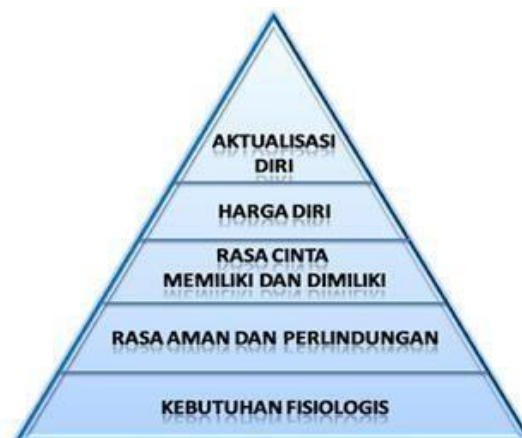 AKTUALISASI
DIRI
HARGA DIRI
RASA CINTA
MEMILIKI DAN DIMILIKI
RASA AMAN DAN PERLINDUNGAN
KEBUTUHAN FISIOLOGIS